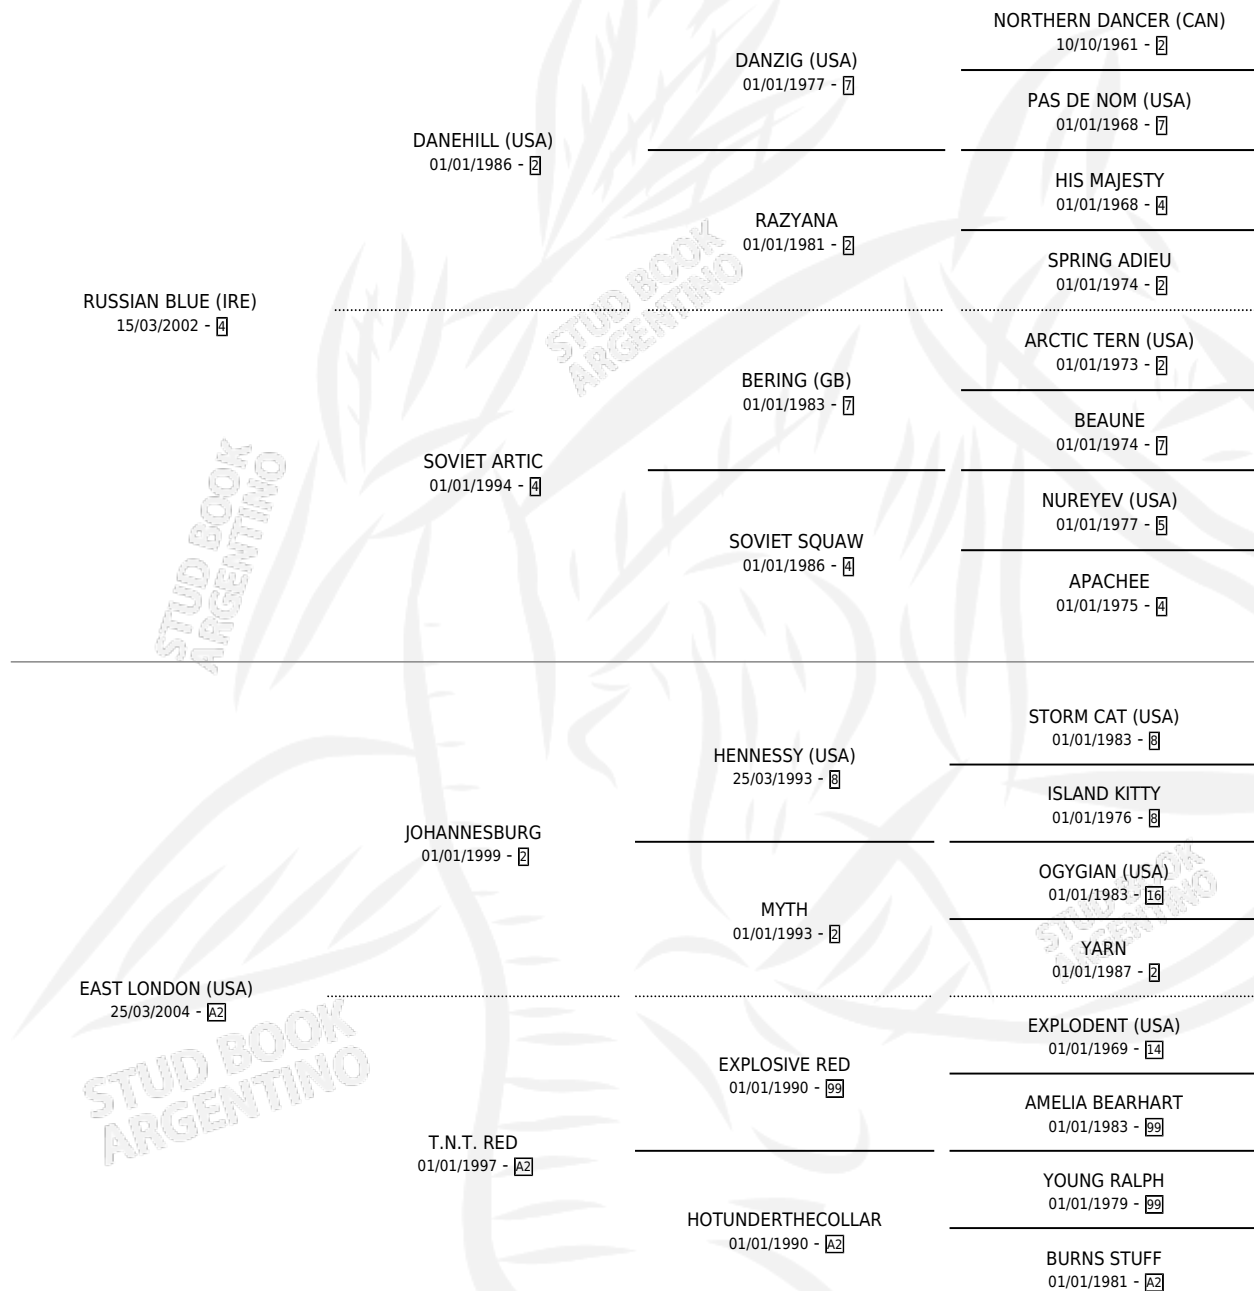 NORTHERN DANCER (CAN)
10/10/1961 - 2
DANZIG (USA)
01/01/1977 - 7
PAS DE NOM (USA)
01/01/1968 - 7
DANEHILL (USA)
01/01/1986 - 2
HIS MAJESTY
01/01/1968 - 4
RAZYANA
01/01/1981 - 2
SPRING ADIEU
01/01/1974 - 2
RUSSIAN BLUE (IRE)
15/03/2002 - 4
ARCTIC TERN (USA)
01/01/1973 - 2
BERING (GB)
01/01/1983 - 7
BEAUNE
01/01/1974 - 7
SOVIET ARTIC
01/01/1994 - 4
NUREYEV (USA)
01/01/1977 - 5
SOVIET SQUAW
01/01/1986 - 4
APACHEE
01/01/1975 - 4
STORM CAT (USA)
01/01/1983 - 8
HENNESSY (USA)
25/03/1993 - 8
ISLAND KITTY
01/01/1976 - 8
JOHANNESBURG
01/01/1999 - 2
OGYGIAN (USA)
01/01/1983 - 16
MYTH
01/01/1993 - 2
YARN
01/01/1987 - 2
EAST LONDON (USA)
25/03/2004 - A2
EXPLODENT (USA)
01/01/1969 - 14
EXPLOSIVE RED
01/01/1990 - 99
AMELIA BEARHART
01/01/1983 - 99
T.N.T. RED
01/01/1997 - A2
YOUNG RALPH
01/01/1979 - 99
HOTUNDERTHECOLLAR
01/01/1990 - A2
BURNS STUFF
01/01/1981 - A2
STUD BOOK
ARGENTINO
STUD BOOK
ARGENTINO
STUD BOOK
ARGENTINO
STUD BOOK
ARGENTINO